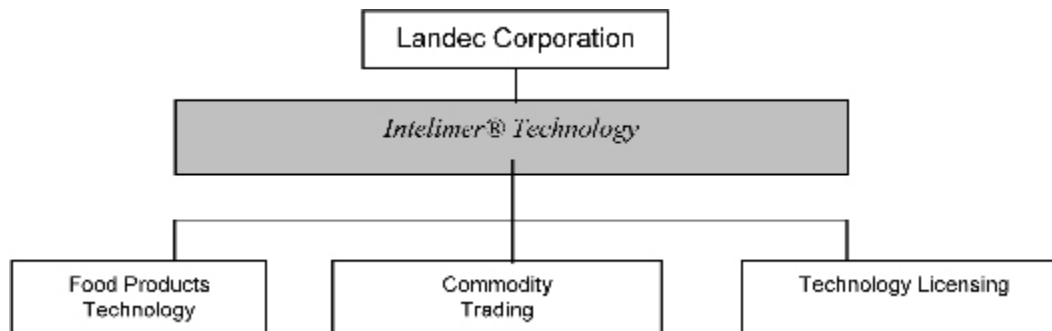 Landec Corporation
Intelimer® Technology
Food Products
Technology
Commodity
Trading
Technology Licensing